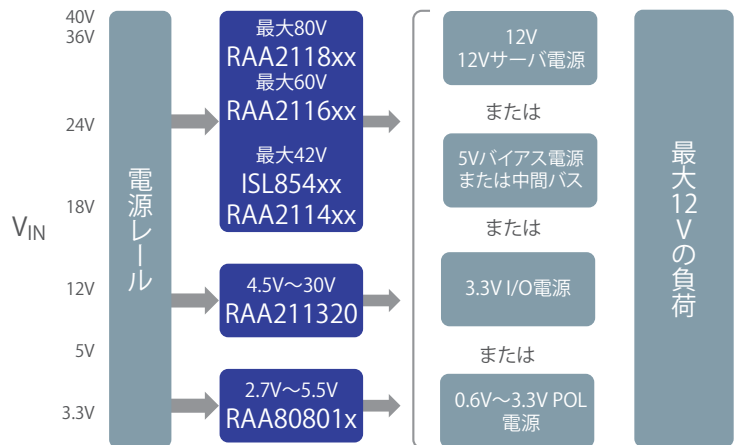 40V
36V
24V
18V
VIN
12V
5V
3.3V
電源レール
最大80V
RAA2118xx
最大60V
RAA2116xx
最大42V
ISL854xx
RAA2114xx
4.5V～30V
RAA211320
2.7V～5.5V
RAA80801x
12V
12Vサーバ電源
または
5Vバイアス電源
または中間バス
または
3.3V I/O電源
または
0.6V～3.3V POL
電源
最大12Vの負荷